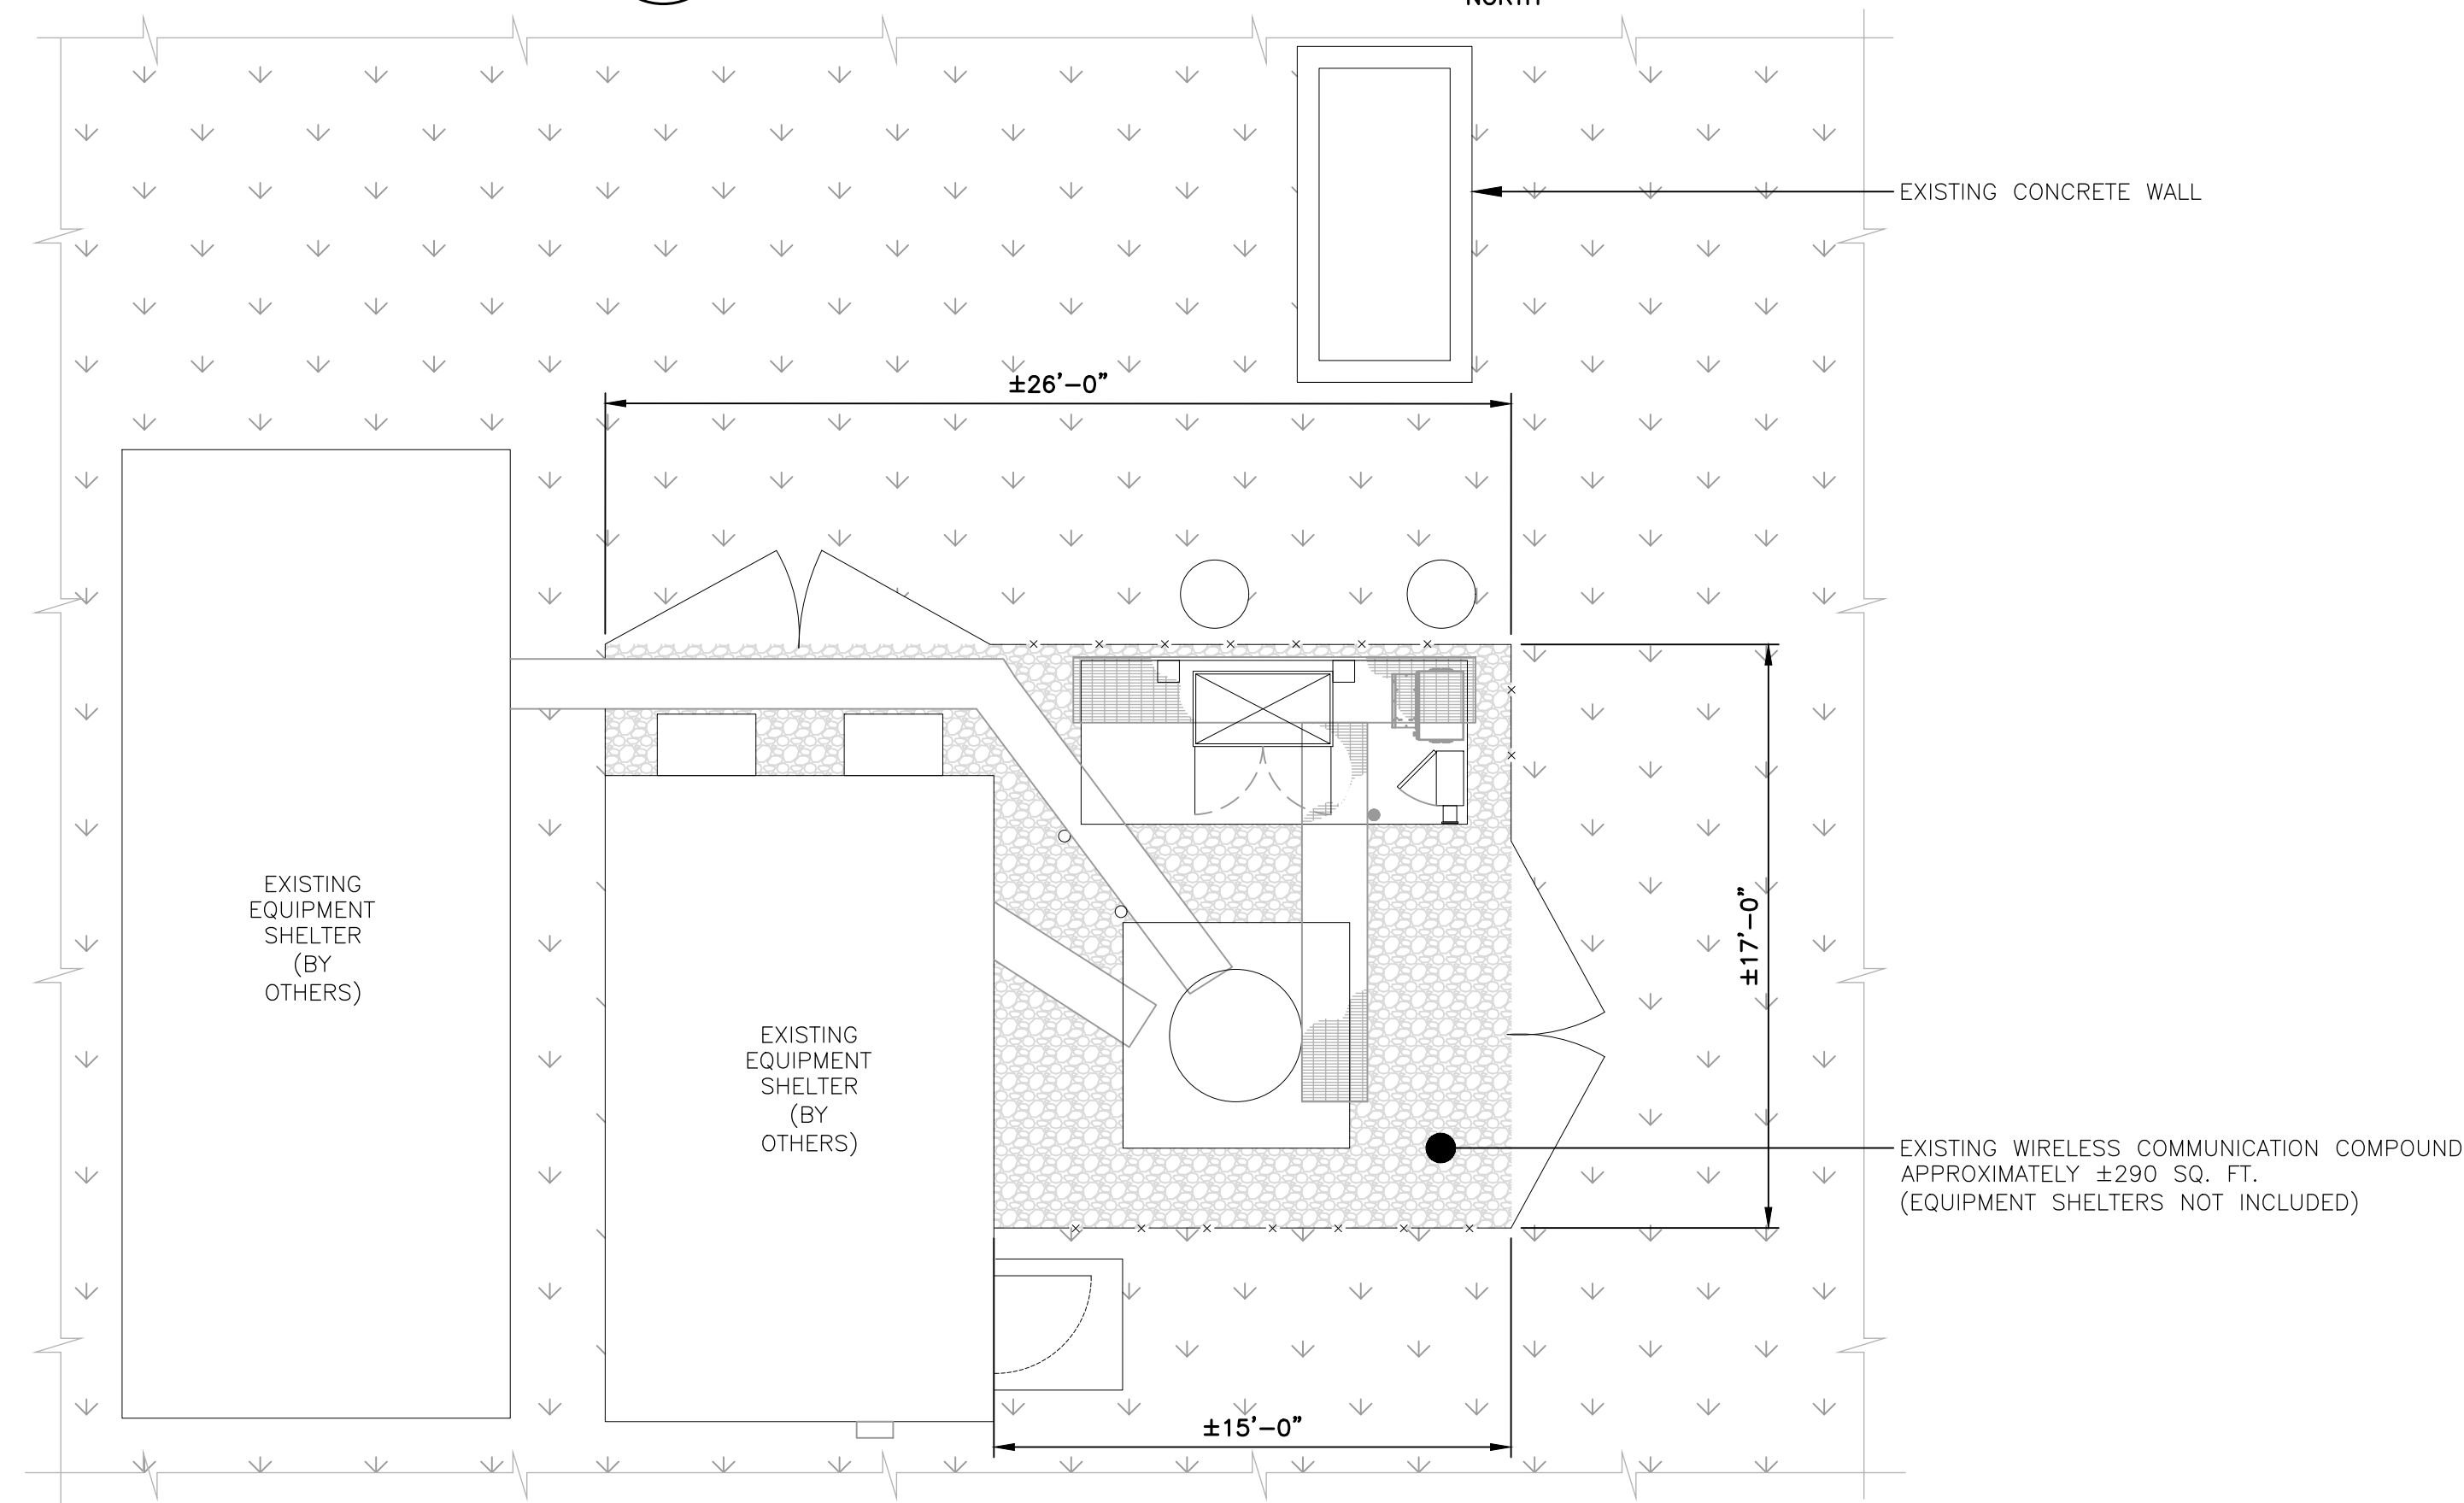 NORTH
EXISTING CONCRETE WALL
±26'-0"
EXISTING
EQUIPMENT
SHELTER
(BY
OTHERS)
EXISTING
EQUIPMENT
SHELTER
(BY
OTHERS)
±17'-0"
EXISTING WIRELESS COMMUNICATION COMPOUND
APPROXIMATELY ±290 SQ. FT.
(EQUIPMENT SHELTERS NOT INCLUDED)
±15'-0"